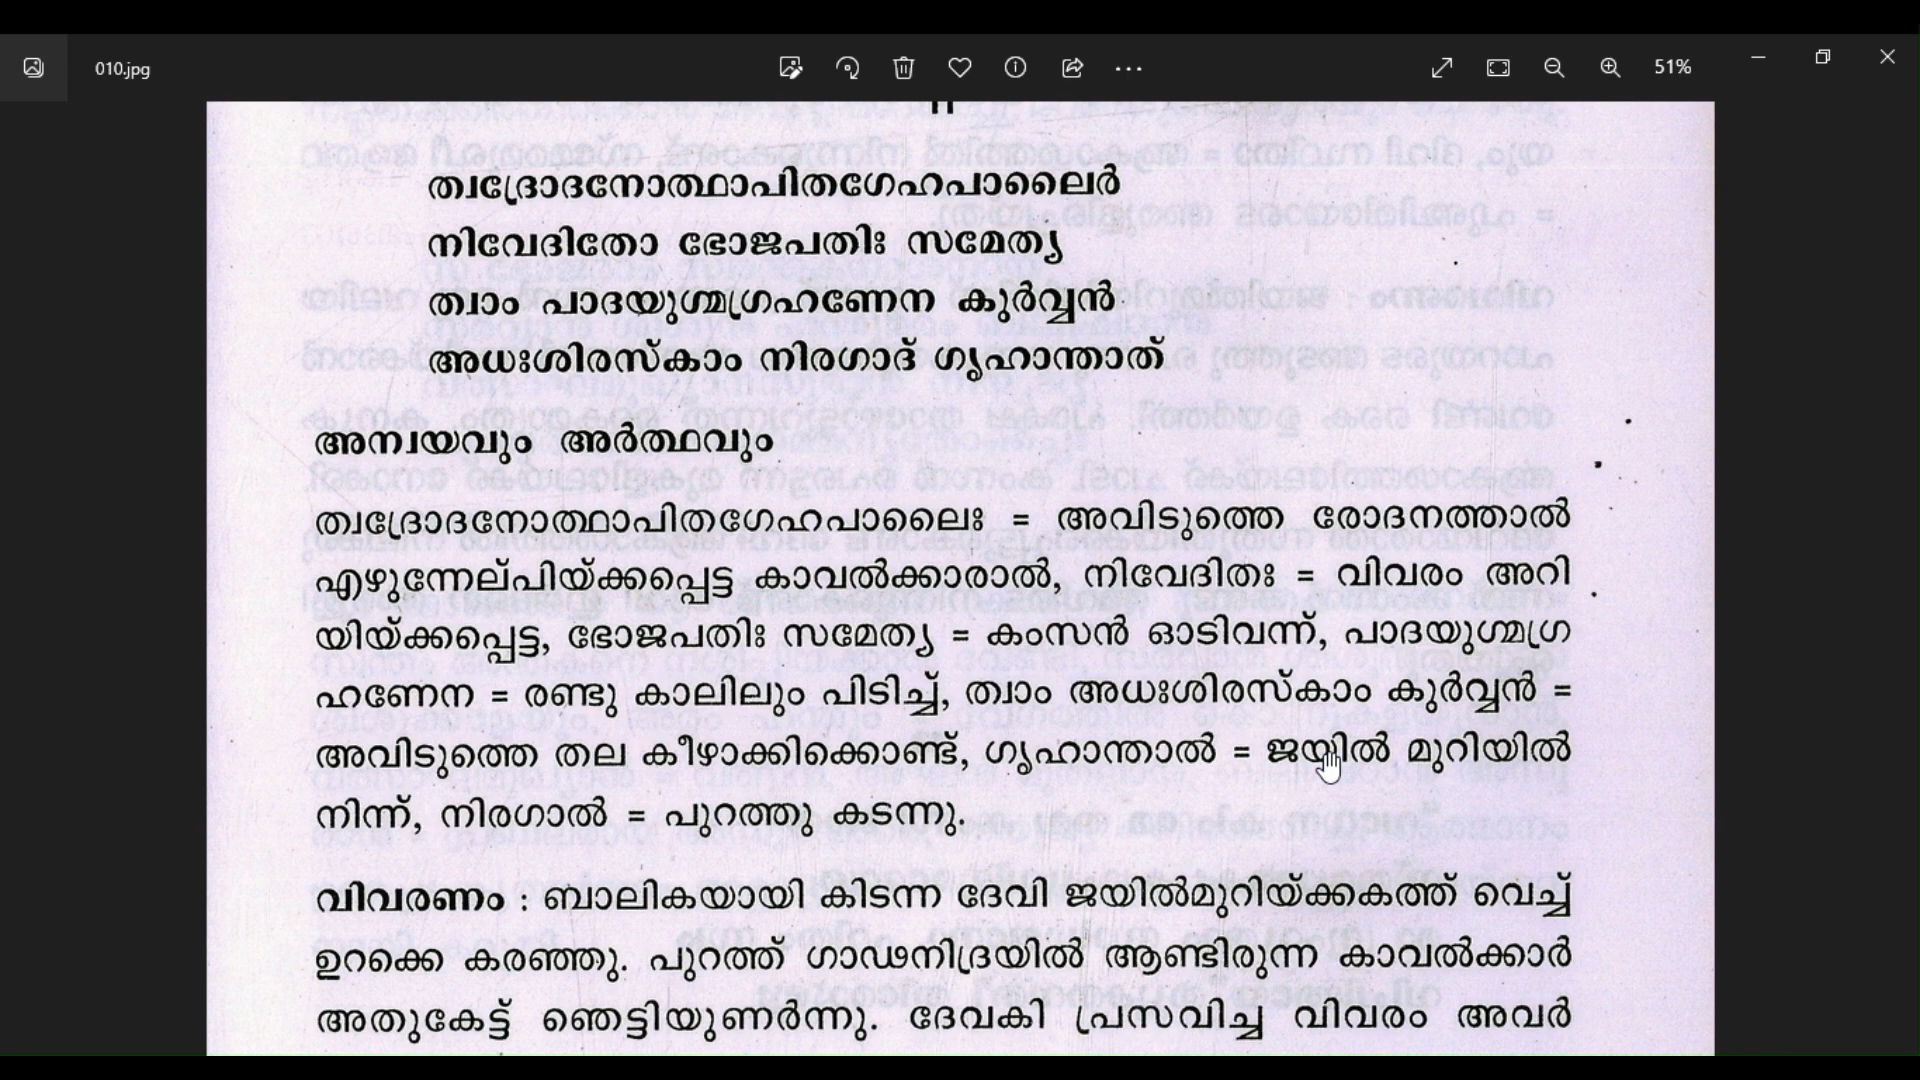 010.jpg
51%
ത്വദ്രോദനോത്ഥാപിതഗേഹപാലൈർ
നിവേദിതോ ഭോജപതിഃ സമേത്യ
ത്വാം പാദയുഗ്മഗ്രഹണേന കുർവ്വൻ
അധഃശിരസ്കാം നിരഗാദ് ഗൃഹാന്താത്
അന്വയവും അർത്ഥവും
ത്വദ്രോദനോത്ഥാപിതഗേഹപാലൈഃ = അവിടുത്തെ രോദനത്താൽ
എഴുന്നേല്പിയ്ക്കപ്പെട്ട കാവൽക്കാരാൽ, നിവേദിതഃ = വിവരം അറി
യിയ്ക്കപ്പെട്ട, ഭോജപതിഃ സമേത്യ = കംസൻ ഓടിവന്ന്, പാദയുഗ്മഗ്ര
ഹണേന = രണ്ടു കാലിലും പിടിച്ച്, ത്വാം അധഃശിരസ്കാം കുർവ്വൻ =
അവിടുത്തെ തല കീഴാക്കിക്കൊണ്ട്, ഗൃഹാന്താൽ = ജയിൽ മുറിയിൽ
നിന്ന്, നിരഗാൽ = പുറത്തു കടന്നു.
വിവരണം : ബാലികയായി കിടന്ന ദേവി ജയിൽമുറിയ്ക്കകത്ത് വെച്ച്
ഉറക്കെ കരഞ്ഞു. പുറത്ത് ഗാഢനിദ്രയിൽ ആണ്ടിരുന്ന കാവൽക്കാർ
അതുകേട്ട് ഞെട്ടിയുണർന്നു. ദേവകി പ്രസവിച്ച വിവരം അവർ